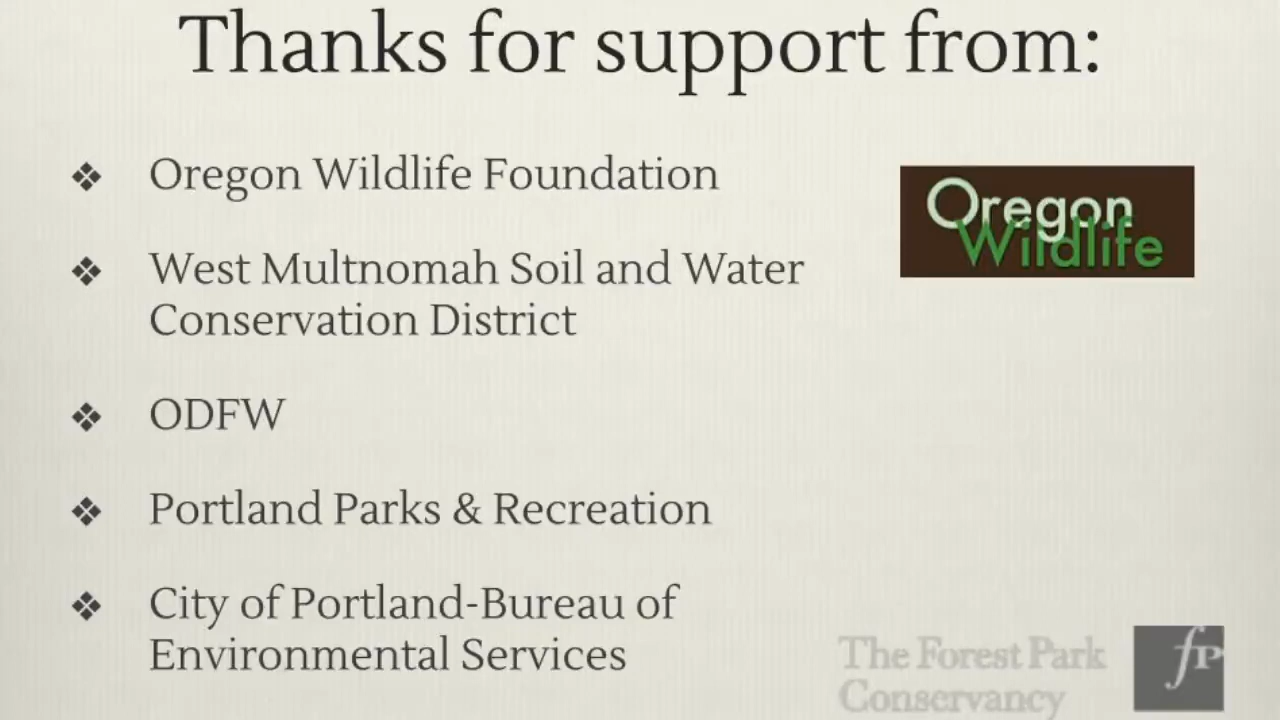 Thanks for support from:
❖ Oregon Wildlife Foundation
Oregon
Wildlife
❖ West Multnomah Soil and Water
Conservation District
❖ ODFW
❖ Portland Parks & Recreation
❖ City of Portland-Bureau of
Environmental Services
The Forest Park
Conservancy
fP